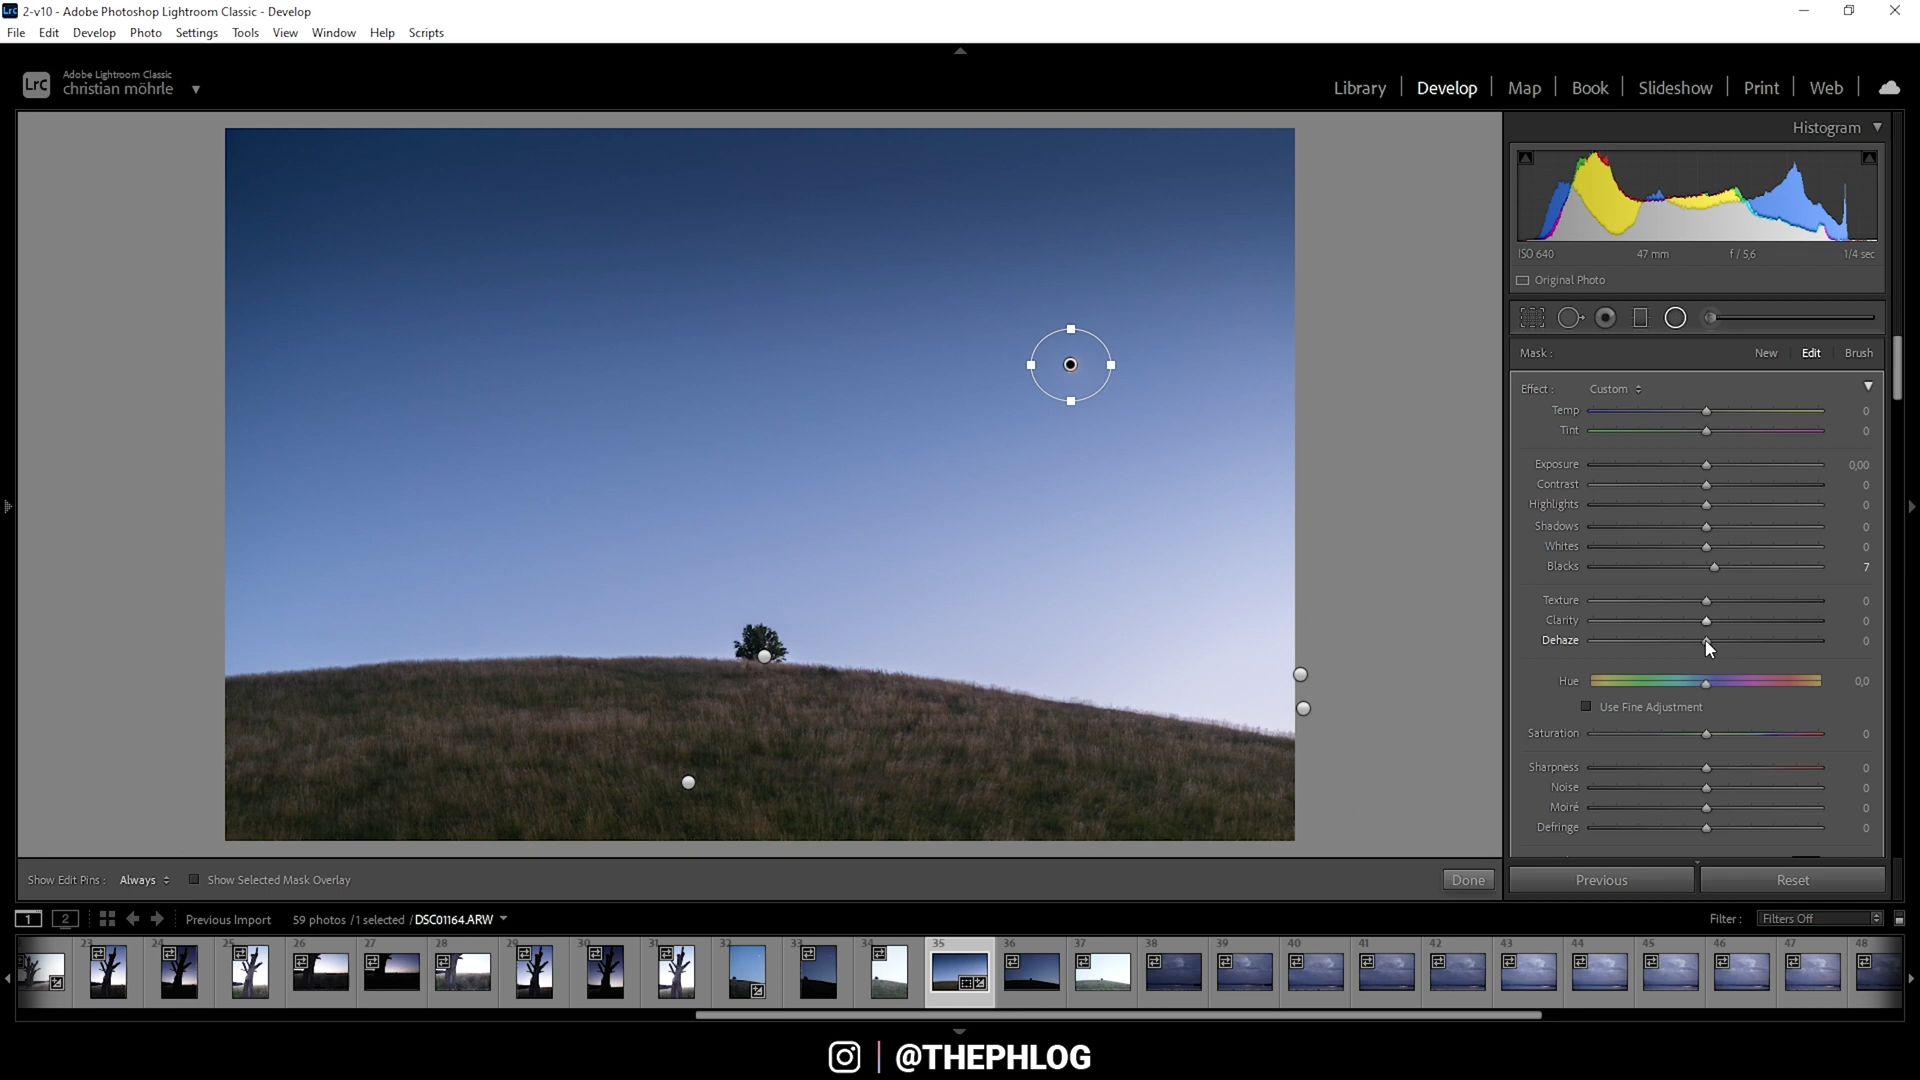 Lrc 2-v10 - Adobe Photoshop Lightroom Classic - Develop
File Edit Develop Photo Settings Tools View Window Help Scripts
LrC Adobe Lightroom Classic
christian möhrle
Library | Develop | Map | Book | Slideshow | Print | Web
Histogram
ISO 640 47 mm f / 5,6 1/4 sec
Original Photo
Mask : New Edit Brush
Effect : Custom
Temp 0
Tint 0
Exposure 0,00
Contrast 0
Highlights 0
Shadows 0
Whites 0
Blacks 7
Texture 0
Clarity 0
Dehaze 0
Hue 0,0
Use Fine Adjustment
Saturation 0
Sharpness 0
Noise 0
Moiré 0
Defringe 0
Show Edit Pins : Always Show Selected Mask Overlay Done Previous Reset
1 2 Previous Import 59 photos / 1 selected / DSC01164.ARW Filter : Filters Off
23 24 25 26 27 28 29 30 31 32 33 34 35 36 37 38 39 40 41 42 43 44 45 46 47 48
@THEPHLOG